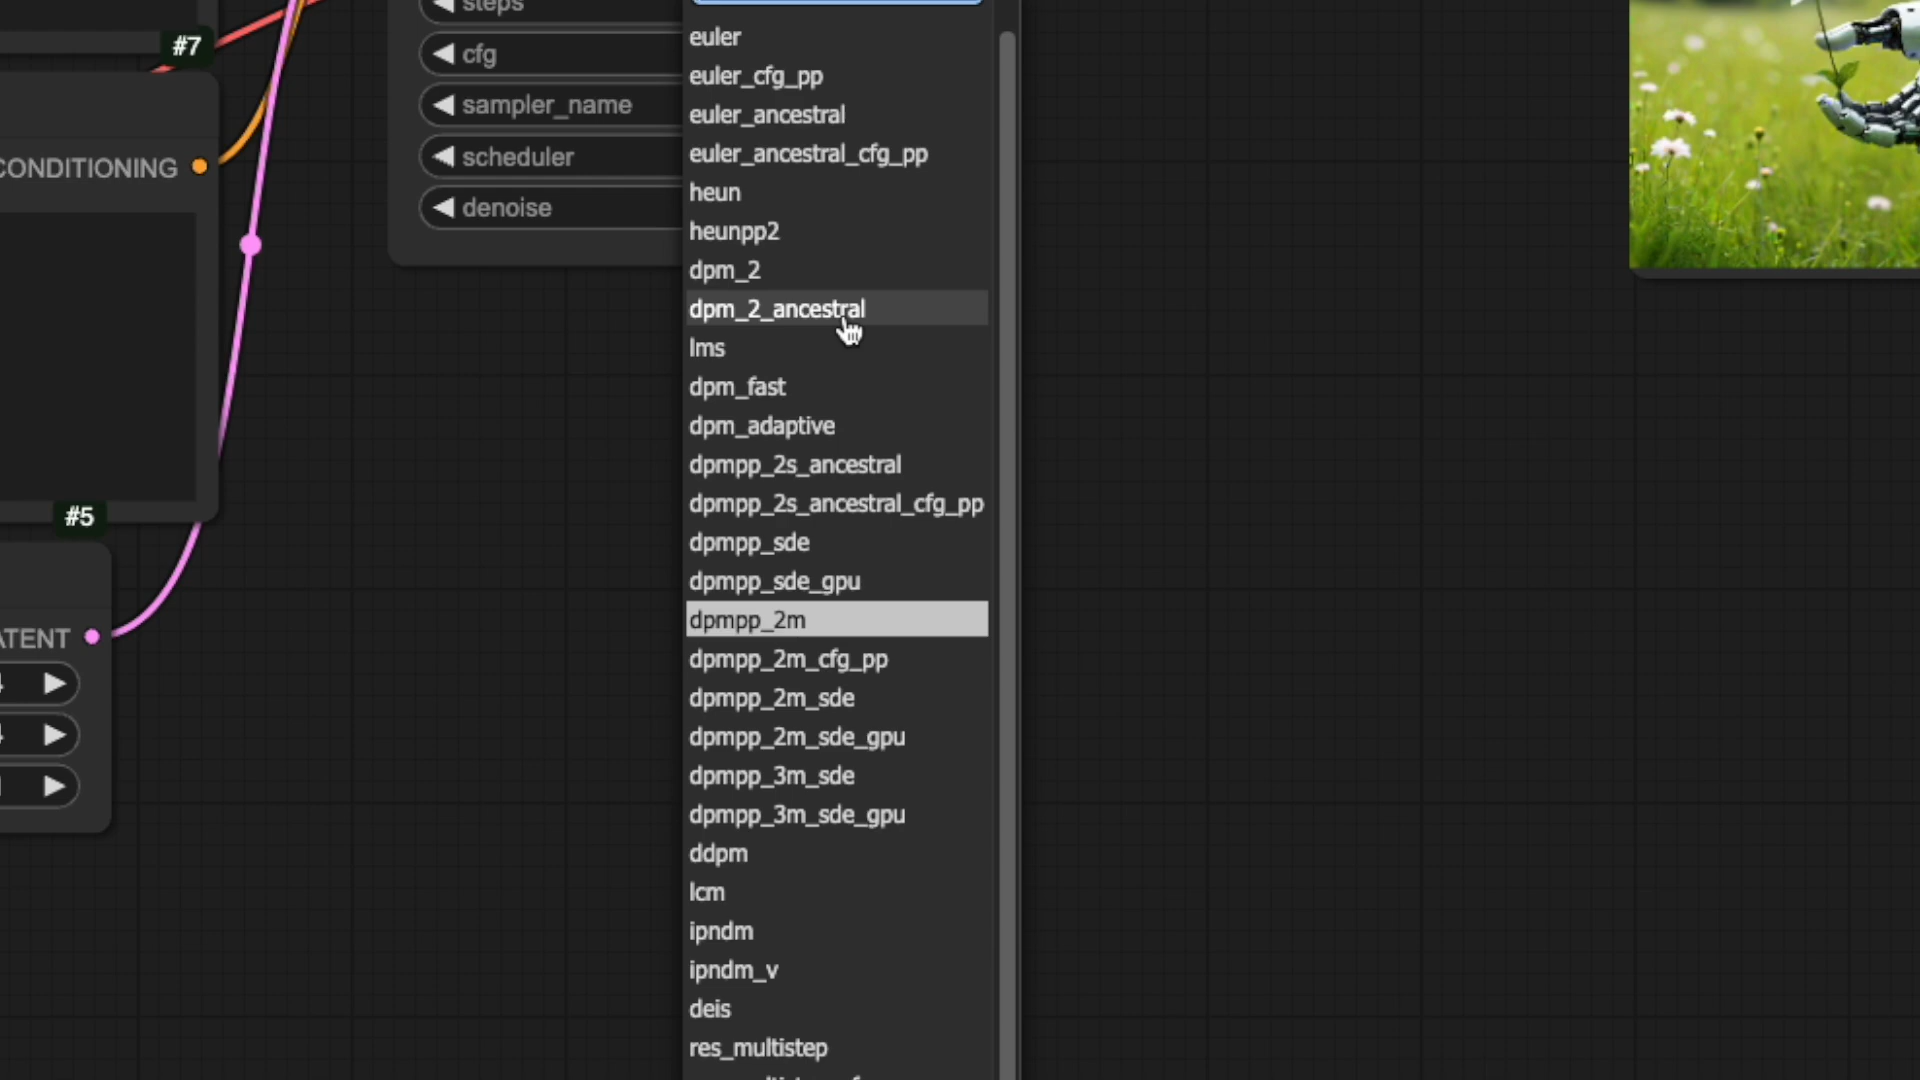 #7
CONDITIONING
#5
steps
cfg
sampler_name
scheduler
denoise
euler
euler_cfg_pp
euler_ancestral
euler_ancestral_cfg_pp
heun
heunpp2
dpm_2
dpm_2_ancestral
lms
dpm_fast
dpm_adaptive
dpmpp_2s_ancestral
dpmpp_2s_ancestral_cfg_pp
dpmpp_sde
dpmpp_sde_gpu
dpmpp_2m
dpmpp_2m_cfg_pp
dpmpp_2m_sde
dpmpp_2m_sde_gpu
dpmpp_3m_sde
dpmpp_3m_sde_gpu
ddpm
lcm
ipndm
ipndm_v
deis
res_multistep
ATENT